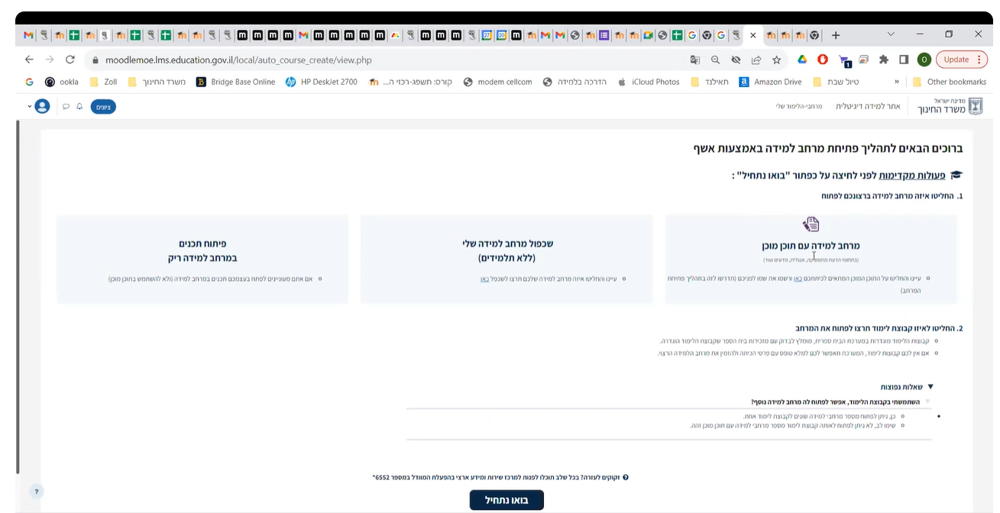 moodlemoe.lms.education.gov.il/local/auto_course_create/view.php
Update
ookla
Zoll
משרד החינוך
Bridge Base Online
HP DeskJet 2700
קורס: תשפג-רכזי ה...
modem cellcom
הדרכה בלמידה
iCloud Photos
תאילנד
Amazon Drive
טיול שבת
»
Other bookmarks
מדינת ישראל
משרד החינוך
אתר למידה דיגיטלית
מרחבי-הלימוד שלי
ציונים
ברוכים הבאים לתהליך פתיחת מרחב למידה באמצעות אשף
פעולות מקדימות לפני לחיצה על כפתור "בואו נתחיל" :
1. החליטו איזה מרחב למידה ברצונכם לפתוח
מרחב למידה עם תוכן מוכן
(בתחומי הדעת מתמטיקה, אנגלית, מדעים ועוד)
עיינו והחליטו על התוכן המוכן המתאים לכיתתכם כאן ורשמו את שמו לפניכם (תדרשו לזה בתהליך פתיחת
המרחב)
שכפול מרחב למידה שלי
(ללא תלמידים)
עיינו והחליטו איזה מרחב למידה שלכם תרצו לשכפל כאן
פיתוח תכנים
במרחב למידה ריק
אם אתם מעוניינים לפתח בעצמכם תכנים במרחב למידה (ולא להשתמש בתוכן מוכן)
2. החליטו לאיזו קבוצת לימוד תרצו לפתוח את המרחב
קבוצות הלימוד מוגדרות במערכת הבית ספרית, מומלץ לבדוק עם מזכירות בית הספר שקבוצת הלימוד הוגדרה.
אם אין לכם קבוצות לימוד, המערכת תאפשר לכם למלא טופס עם פרטי הכיתה ולהזמין את מרחב הלמידה הרצוי.
שאלות נפוצות
השתמשתי בקבוצת הלימוד, אפשר לפתוח לה מרחב למידה נוסף?
כן, ניתן לפתוח מספר מרחבי למידה שונים לקבוצת לימוד אחת.
שימו לב, לא ניתן לפתוח לאותה קבוצת לימוד מספר מרחבי למידה עם תוכן מוכן זהה.
זקוקים לעזרה? בכל שלב תוכלו לפנות למרכז שירות ומידע ארצי בהפעלת המוודל במספר 6552*
בואו נתחיל
?